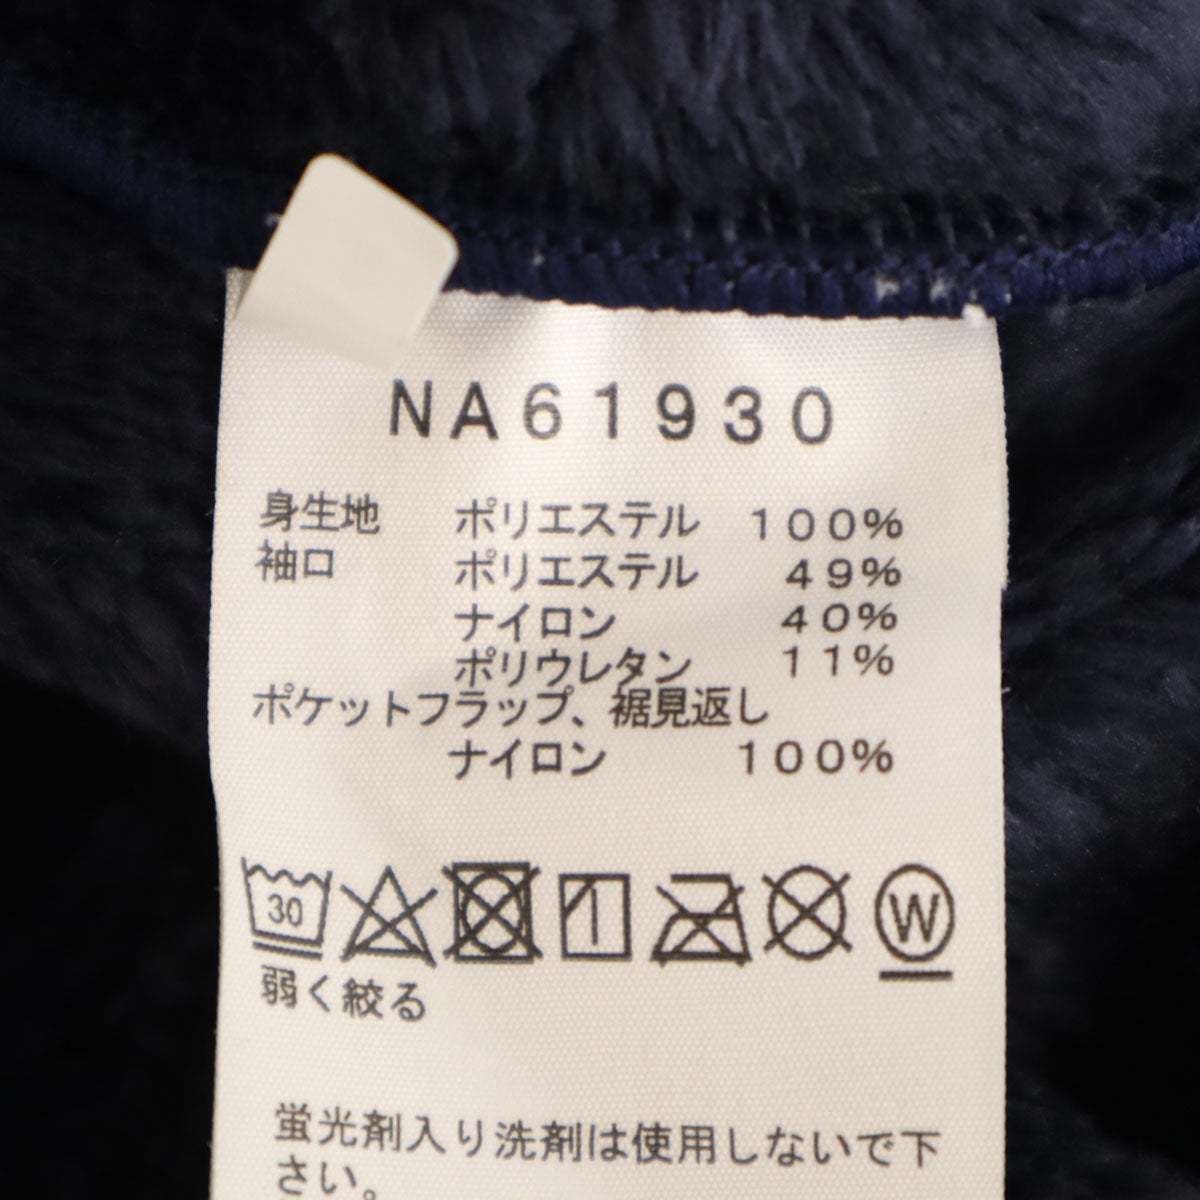 NA61930
身生地 ポリエステル 100%
袖口 ポリエステル 49%
ナイロン 40%
ポリウレタン 11%
ポケットフラップ、裾見返し
ナイロン 100%
30 W
弱く絞る
蛍光剤入り洗剤は使用しないで下
さい。